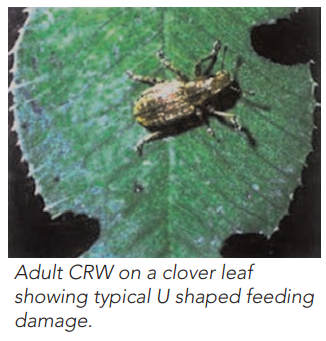 Adult CRW on a clover leaf
showing typical U shaped feeding
damage.